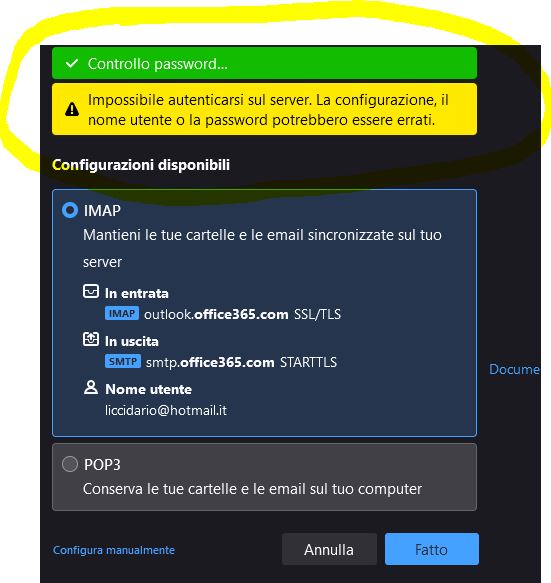 Controllo password...
Impossibile autenticarsi sul server. La configurazione, il
nome utente o la password potrebbero essere errati.
Configurazioni disponibili
IMAP
Mantieni le tue cartelle e le email sincronizzate sul tuo
server
In entrata
IMAP outlook.office365.com SSL/TLS
In uscita
SMTP smtp.office365.com STARTTLS
Docume
Nome utente
liccidario@hotmail.it
POP3
Conserva le tue cartelle e le email sul tuo computer
Configura manualmente
Annulla
Fatto